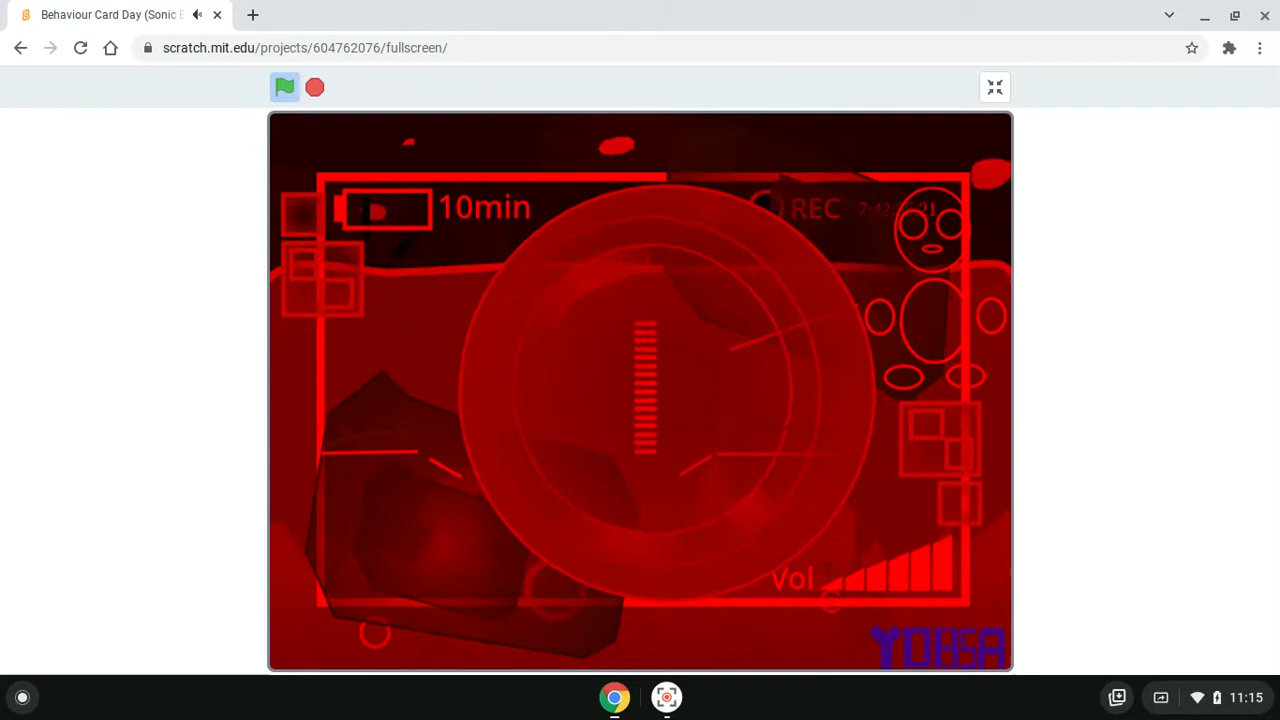 Behaviour Card Day (Sonic E
scratch.mit.edu/projects/604762076/fullscreen/
10min
REC
Vol
YOBSA
11:15